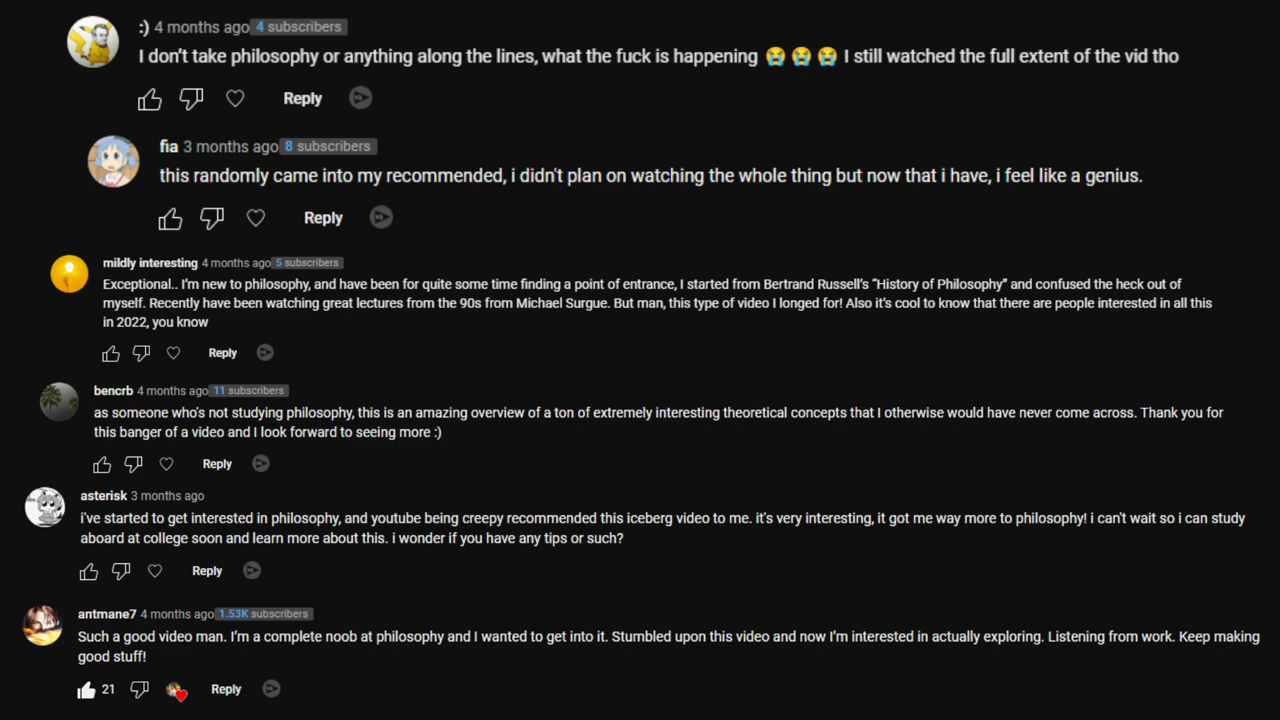 :) 4 months ago 4 subscribers
I don't take philosophy or anything along the lines, what the fuck is happening 😭 😭 😭 I still watched the full extent of the vid tho
Reply
fia 3 months ago 8 subscribers
this randomly came into my recommended, i didn't plan on watching the whole thing but now that i have, i feel like a genius.
Reply
mildly interesting 4 months ago 5 subscribers
Exceptional.. I'm new to philosophy, and have been for quite some time finding a point of entrance, I started from Bertrand Russell's “History of Philosophy” and confused the heck out of
myself. Recently have been watching great lectures from the 90s from Michael Surgue. But man, this type of video I longed for! Also it's cool to know that there are people interested in all this
in 2022, you know
Reply
bencrb 4 months ago 11 subscribers
as someone who's not studying philosophy, this is an amazing overview of a ton of extremely interesting theoretical concepts that I otherwise would have never come across. Thank you for
this banger of a video and I look forward to seeing more :)
Reply
asterisk 3 months ago
i've started to get interested in philosophy, and youtube being creepy recommended this iceberg video to me. it's very interesting, it got me way more to philosophy! i can't wait so i can study
aboard at college soon and learn more about this. i wonder if you have any tips or such?
Reply
antmane7 4 months ago 1.53K subscribers
Such a good video man. I'm a complete noob at philosophy and I wanted to get into it. Stumbled upon this video and now I'm interested in actually exploring. Listening from work. Keep making
good stuff!
21 Reply